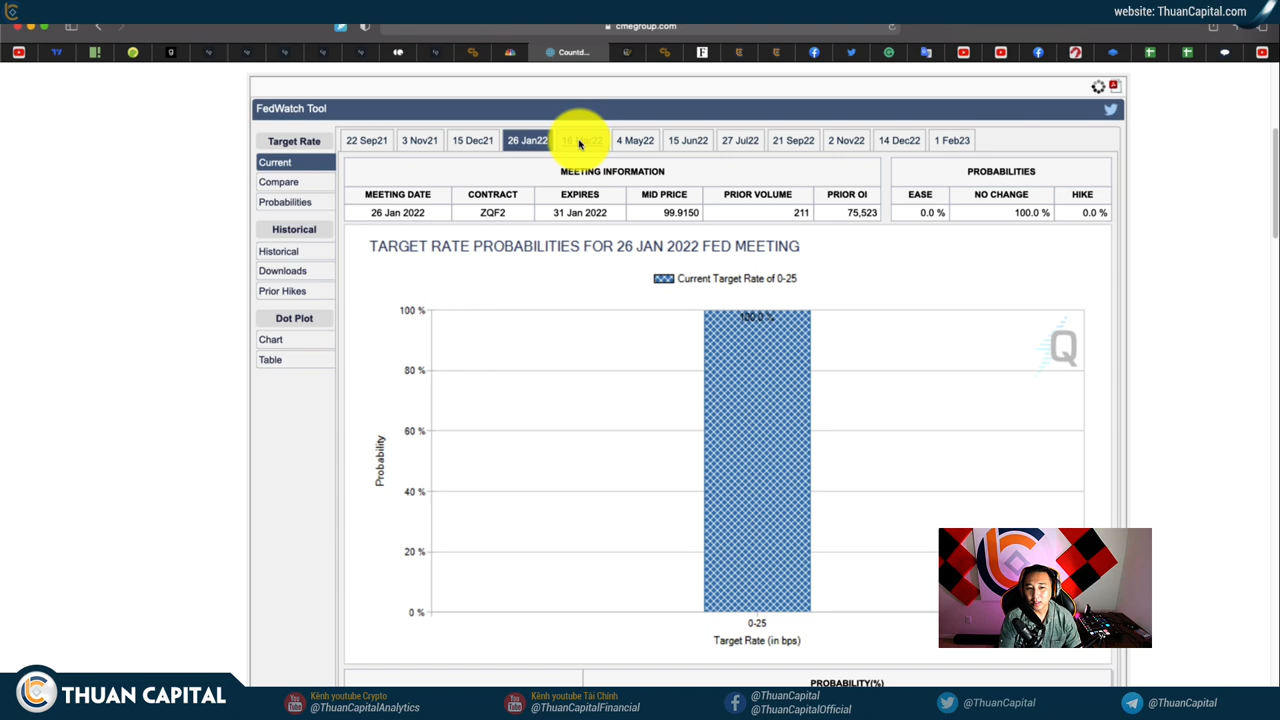 website: ThuanCapital.com
cmegroup.com
Countd...
FedWatch Tool
Target Rate
Current
Compare
Probabilities
Historical
Historical
Downloads
Prior Hikes
Dot Plot
Chart
Table
22 Sep21 3 Nov21 15 Dec21 26 Jan22 16 Mar22 4 May22 15 Jun22 27 Jul22 21 Sep22 2 Nov22 14 Dec22 1 Feb23
MEETING INFORMATION
MEETING DATE CONTRACT EXPIRES MID PRICE PRIOR VOLUME PRIOR OI
26 Jan 2022 ZQF2 31 Jan 2022 99.9150 211 75,523
PROBABILITIES
EASE NO CHANGE HIKE
0.0 % 100.0 % 0.0 %
TARGET RATE PROBABILITIES FOR 26 JAN 2022 FED MEETING
Current Target Rate of 0-25
100 %
80 %
60 %
40 %
20 %
0 %
Probability
100.0 %
Q
0-25
Target Rate (in bps)
PROBABILITY(%)
THUAN CAPITAL
Kênh youtube Crypto
@ThuanCapitalAnalytics
Kênh youtube Tài Chính
@ThuanCapitalFinancial
@ThuanCapital
@ThuanCapitalOfficial
@ThuanCapital
@ThuanCapital